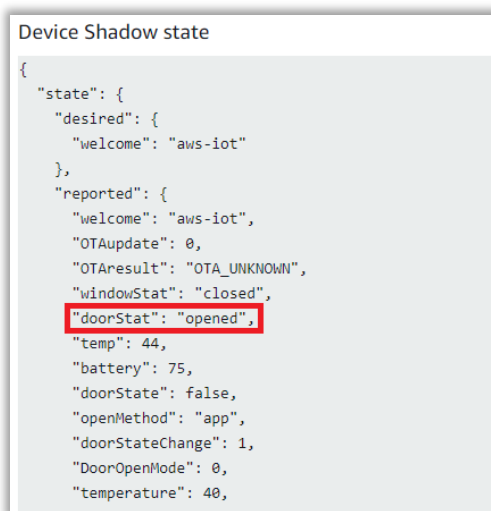 Device Shadow state
{
  "state": {
    "desired": {
      "welcome": "aws-iot"
    },
    "reported": {
      "welcome": "aws-iot",
      "OTAupdate": 0,
      "OTAresult": "OTA_UNKNOWN",
      "windowStat": "closed",
      "doorStat": "opened",
      "temp": 44,
      "battery": 75,
      "doorState": false,
      "openMethod": "app",
      "doorStateChange": 1,
      "DoorOpenMode": 0,
      "temperature": 40,